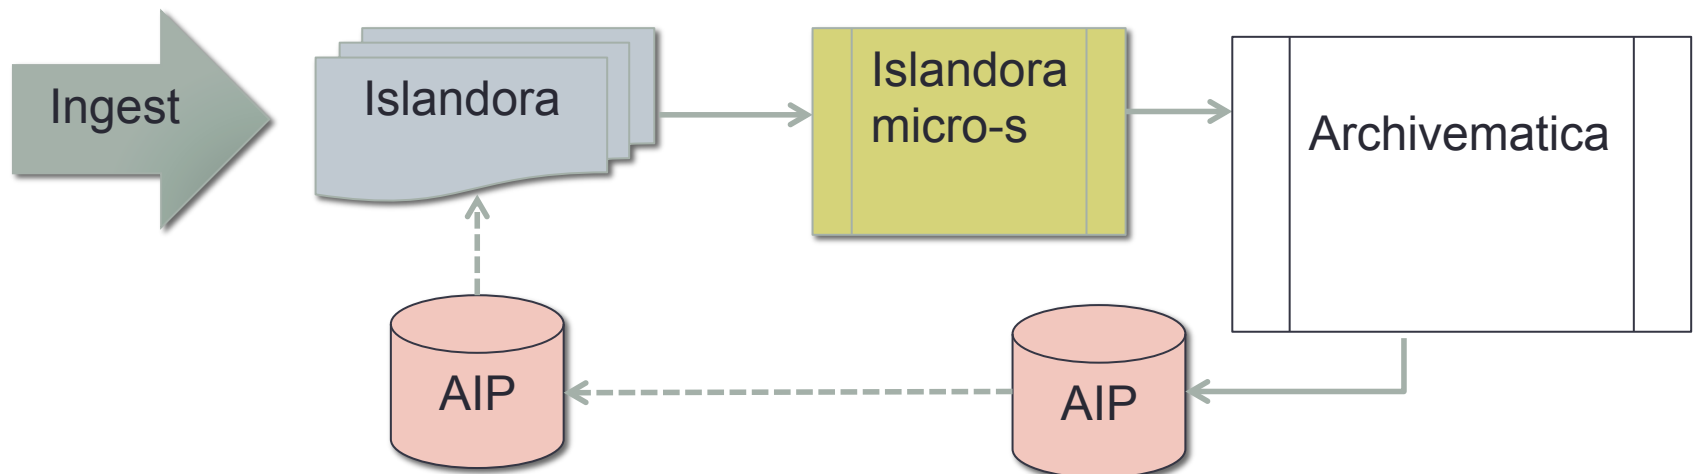 Ingest
Islandora
Islandora
micro-s
Archivematica
AIP
AIP